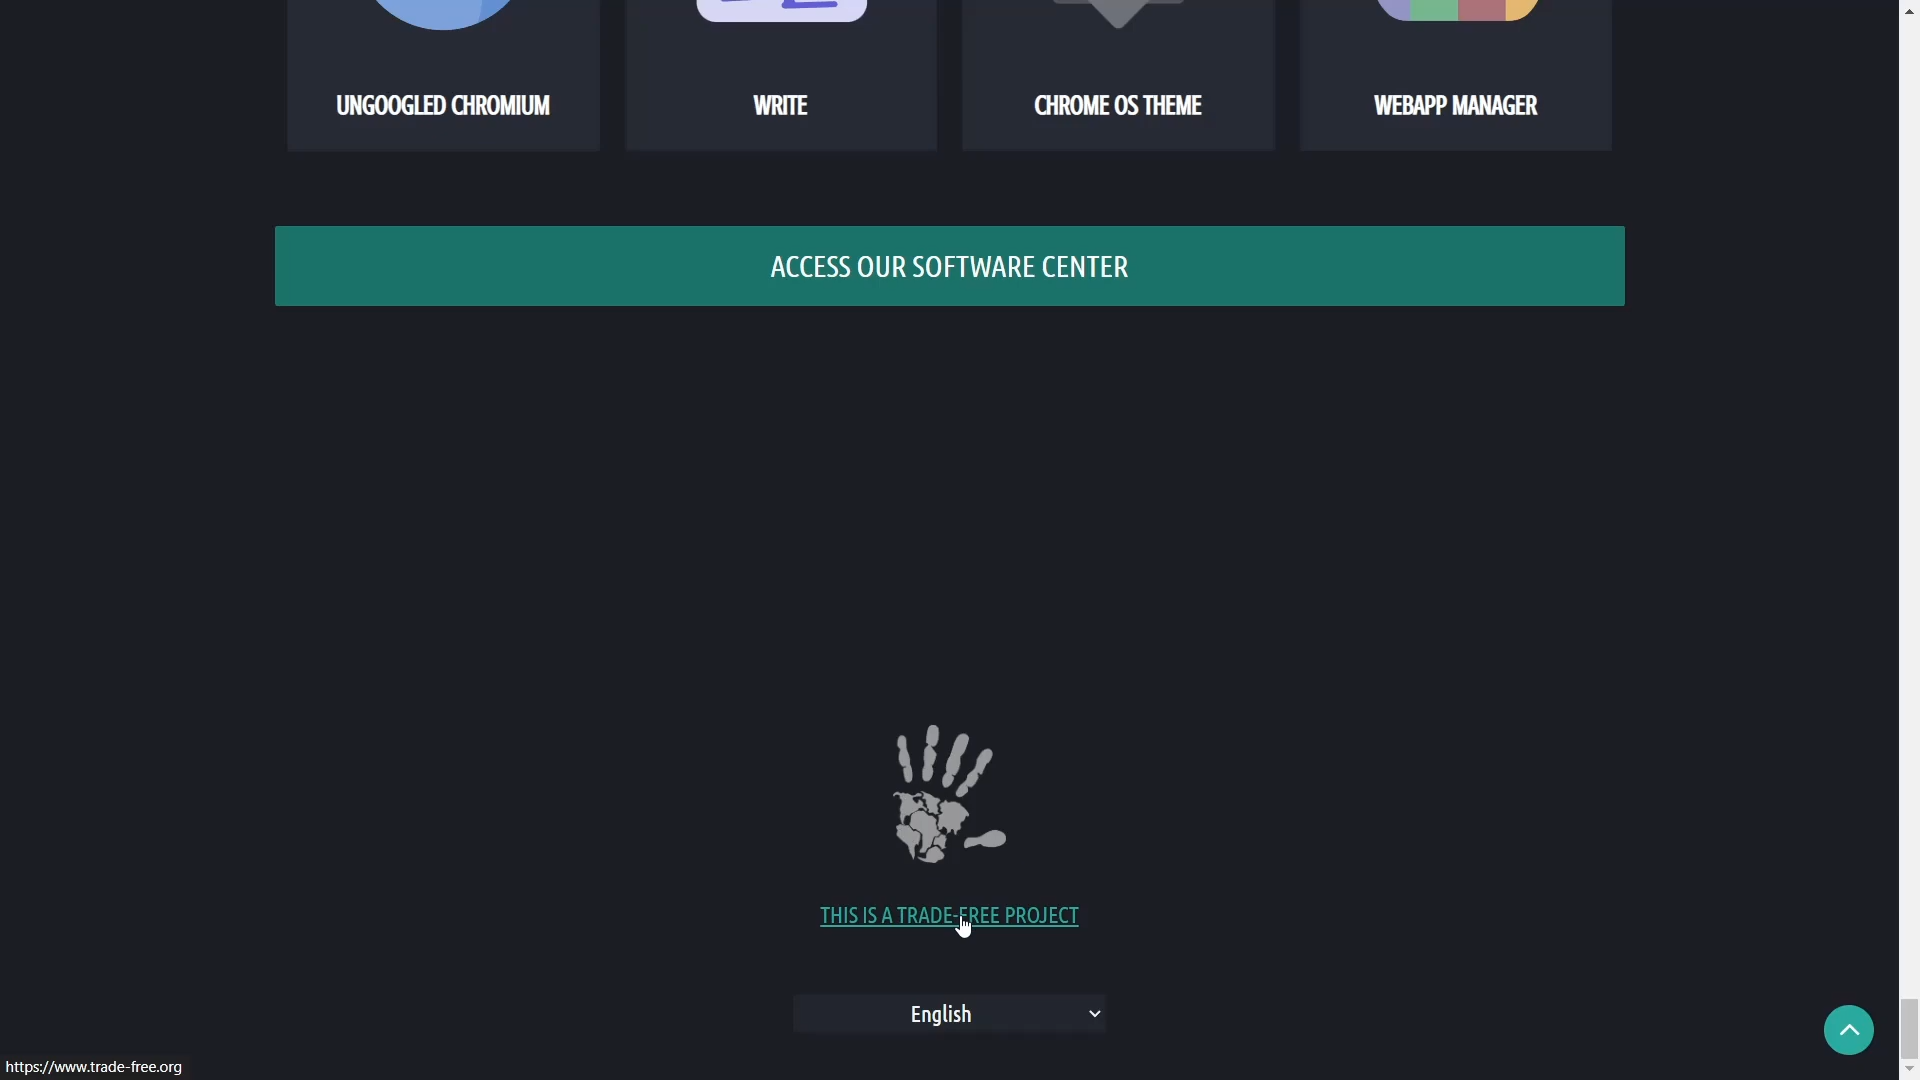 UNGOOGLED CHROMIUM
WRITE
CHROME OS THEME
WEBAPP MANAGER
ACCESS OUR SOFTWARE CENTER
THIS IS A TRADE-FREE PROJECT
English
https://www.trade-free.org